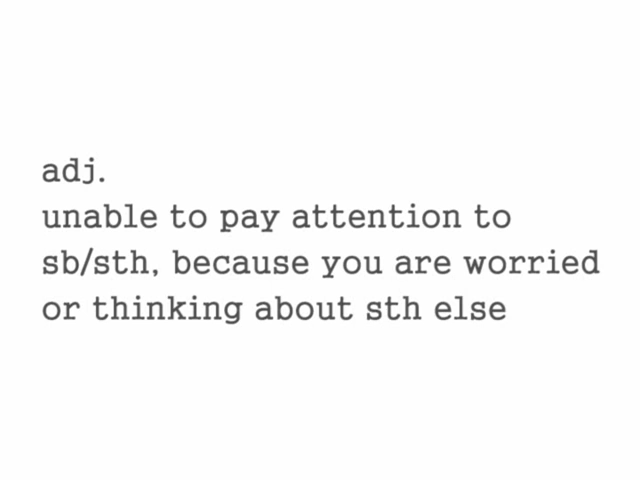 adj.
unable to pay attention to
sb/sth, because you are worried
or thinking about sth else